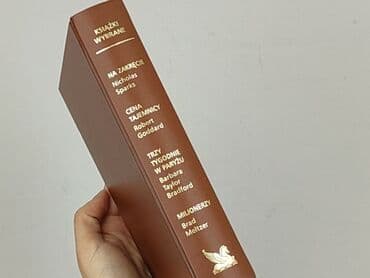 KSIĄŻKI
WYBRANE
NA ZAKRĘCIE
Nicholas
Sparks
CENA
TAJEMNICY
Robert
Goddard
TRZY
TYGODNIE
W PARYŻU
Barbara
Taylor
Bradford
MILIONERZY
Brad
Meltzer